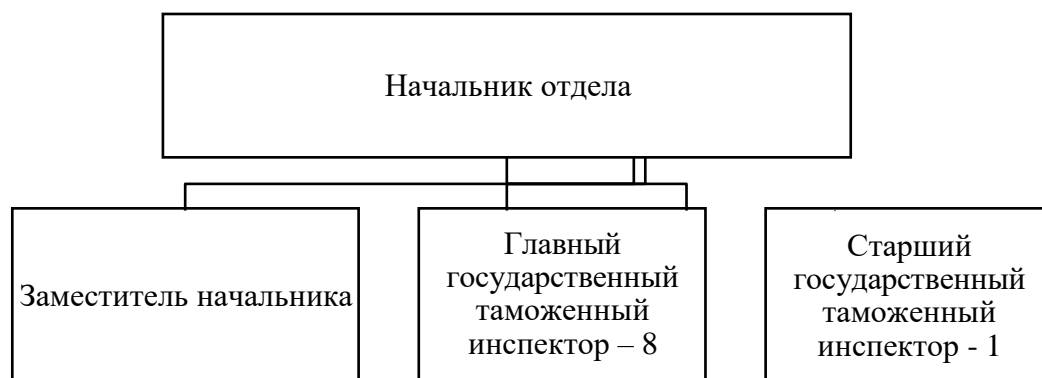 Начальник отдела
Заместитель начальника
Главный
государственный
таможенный
инспектор – 8
Старший
государственный
таможенный
инспектор - 1